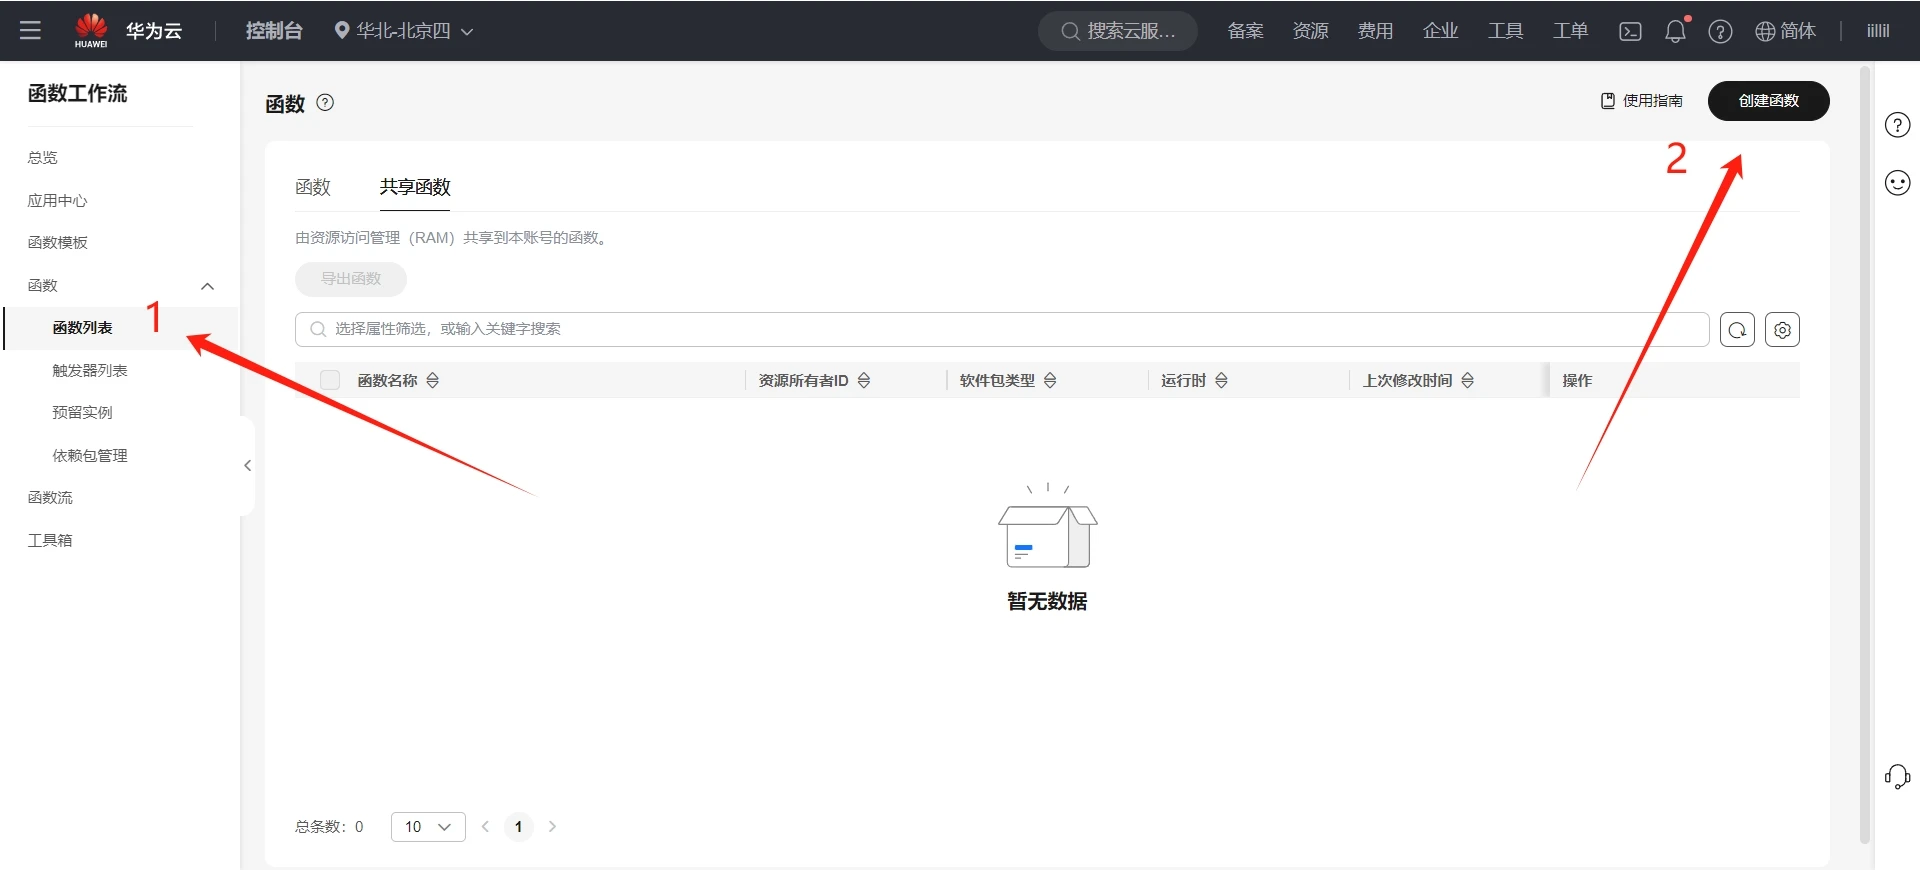 HUAWEI
华为云
控制台
华北-北京四
搜索云服...
备案
资源
费用
企业
工具
工单
简体
iillil
函数工作流
总览
应用中心
函数模板
函数
函数列表
1
触发器列表
预留实例
依赖包管理
函数流
工具箱
函数
使用指南
创建函数
2
函数
共享函数
由资源访问管理（RAM）共享到本账号的函数。
导出函数
选择属性筛选，或输入关键字搜索
函数名称
资源所有者ID
软件包类型
运行时
上次修改时间
操作
暂无数据
总条数：0
10
1